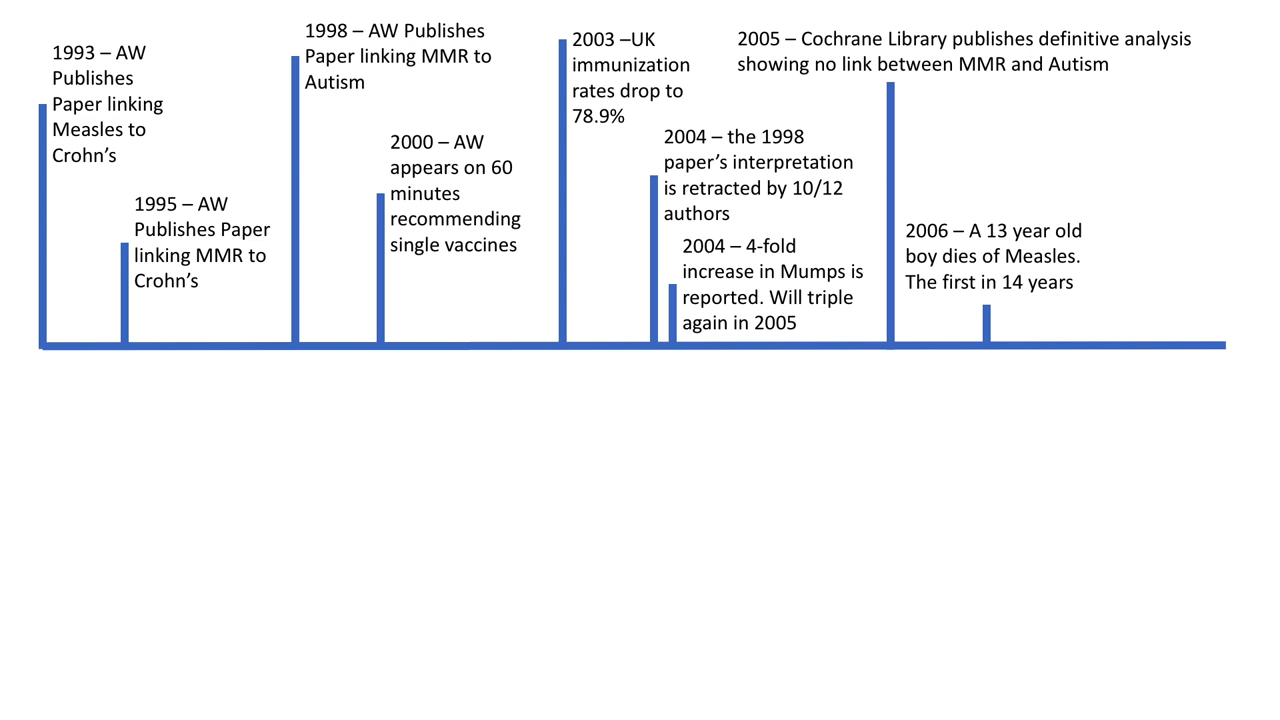 1993 – AW
Publishes
Paper linking
Measles to
Crohn’s
1995 – AW
Publishes Paper
linking MMR to
Crohn’s
1998 – AW Publishes
Paper linking MMR to
Autism
2000 – AW
appears on 60
minutes
recommending
single vaccines
2003 –UK
immunization
rates drop to
78.9%
2004 – the 1998
paper’s interpretation
is retracted by 10/12
authors
2004 – 4-fold
increase in Mumps is
reported. Will triple
again in 2005
2005 – Cochrane Library publishes definitive analysis
showing no link between MMR and Autism
2006 – A 13 year old
boy dies of Measles.
The first in 14 years